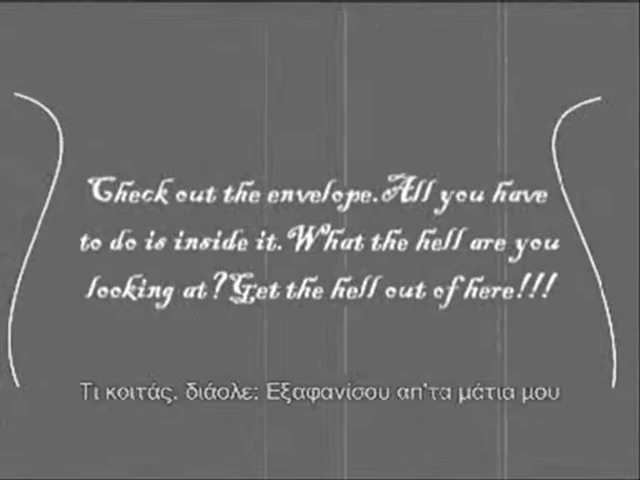 Check out the envelope.All you have
to do is inside it.What the hell are you
looking at?Get the hell out of here!!!
Τι κοιτάς, διάολε; Εξαφανίσου απ'τα μάτια μου